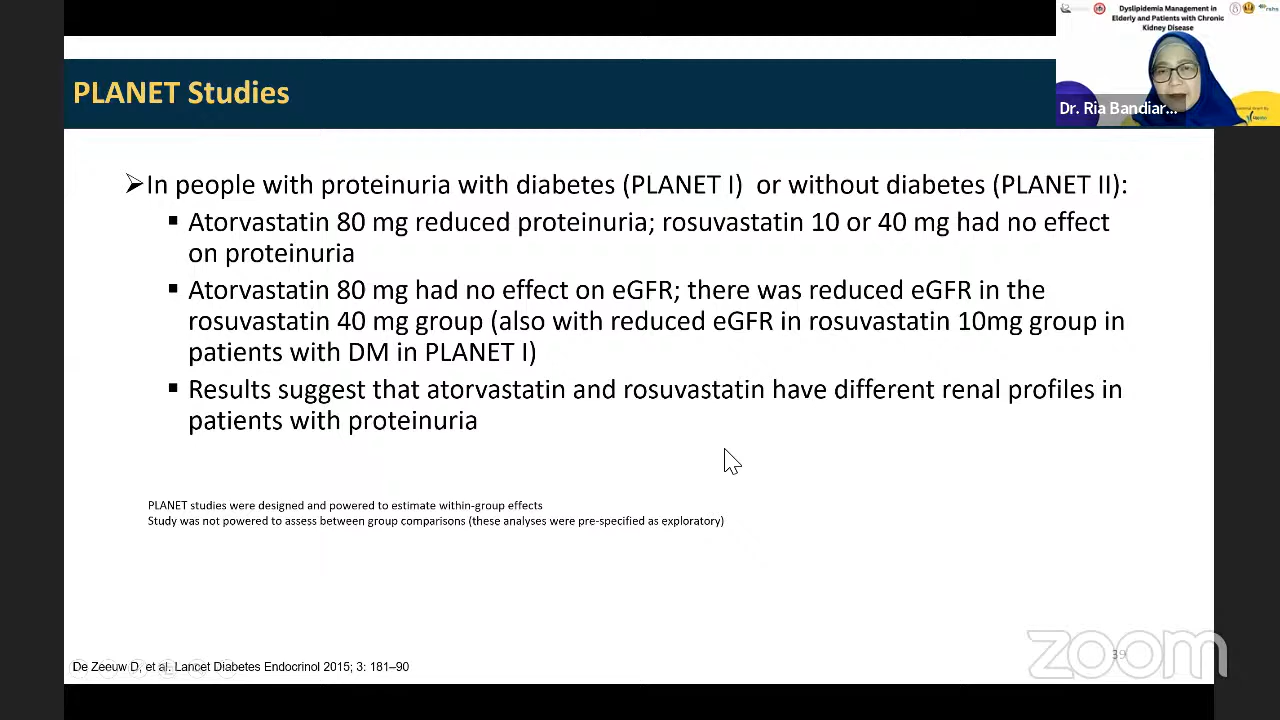 PLANET Studies
Dyslipidemia Management in
Elderly and Patients with Chronic
Kidney Disease
Dr. Ria Bandiar...
➢In people with proteinuria with diabetes (PLANET I) or without diabetes (PLANET II):
▪ Atorvastatin 80 mg reduced proteinuria; rosuvastatin 10 or 40 mg had no effect
on proteinuria
▪ Atorvastatin 80 mg had no effect on eGFR; there was reduced eGFR in the
rosuvastatin 40 mg group (also with reduced eGFR in rosuvastatin 10mg group in
patients with DM in PLANET I)
▪ Results suggest that atorvastatin and rosuvastatin have different renal profiles in
patients with proteinuria
PLANET studies were designed and powered to estimate within-group effects
Study was not powered to assess between group comparisons (these analyses were pre-specified as exploratory)
De Zeeuw D, et al. Lancet Diabetes Endocrinol 2015; 3: 181–90
39
zoom